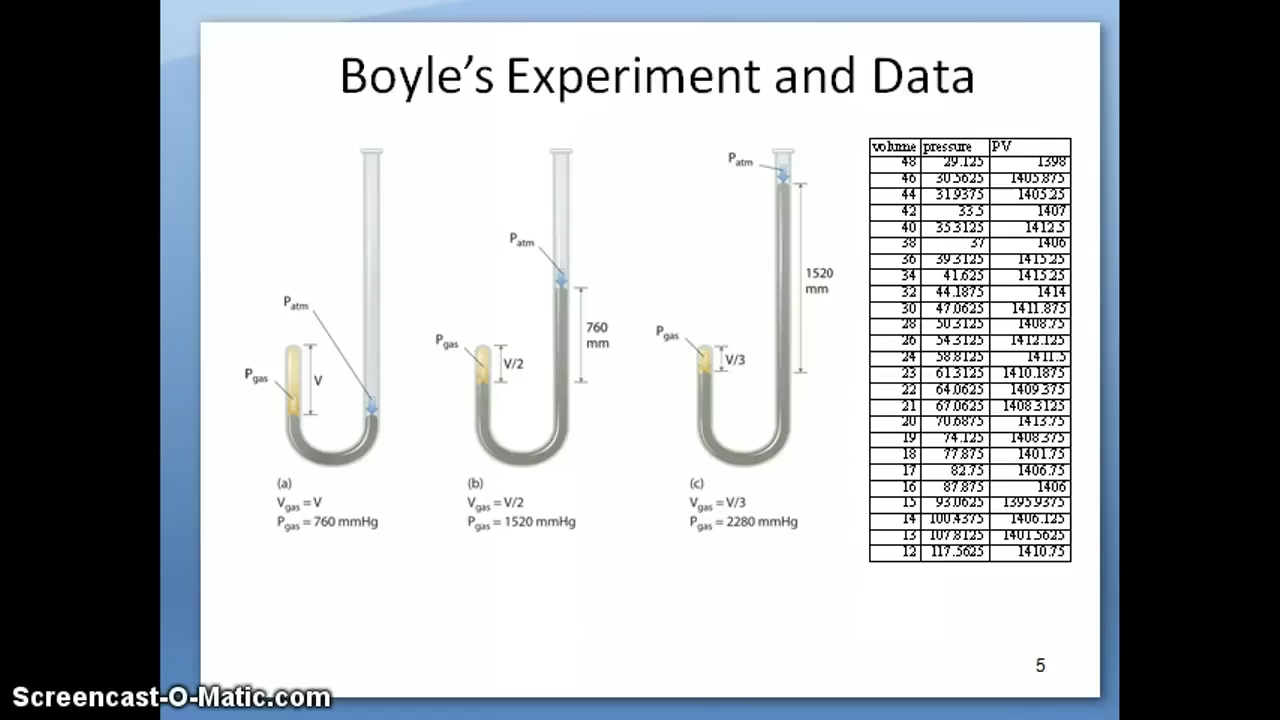 Boyle's Experiment and Data
Patm
Pgas
V
(a)
Vgas = V
Pgas = 760 mmHg
Patm
Pgas
V/2
760
mm
(b)
Vgas = V/2
Pgas = 1520 mmHg
Patm
Pgas
V/3
1520
mm
(c)
Vgas = V/3
Pgas = 2280 mmHg
volume pressure PV
48 29.125 1398
46 30.5625 1405.875
44 31.9375 1405.25
42 33.5 1407
40 35.3125 1412.5
38 37 1406
36 39.3125 1415.25
34 41.625 1415.25
32 44.1875 1414
30 47.0625 1411.875
28 50.3125 1408.75
26 54.3125 1412.125
24 58.8125 1411.5
23 61.3125 1410.1875
22 64.0625 1409.375
21 67.0625 1408.3125
20 70.6875 1413.75
19 74.125 1408.375
18 77.875 1401.75
17 82.75 1406.75
16 87.875 1406
15 93.0625 1395.9375
14 100.4375 1406.125
13 107.8125 1401.5625
12 117.5625 1410.75
5
Screencast-O-Matic.com